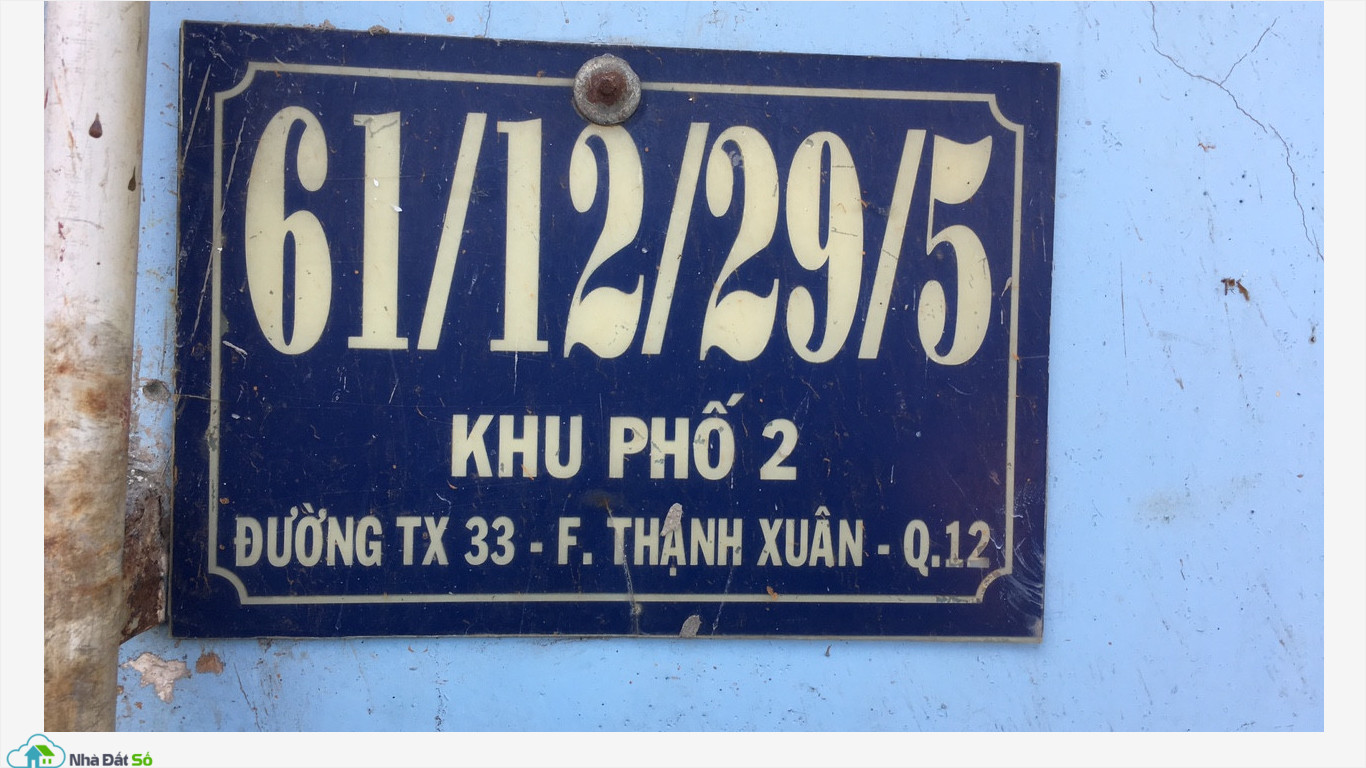 61/12/29/5
KHU PHỐ 2
ĐƯỜNG TX 33 - F. THẠNH XUÂN - Q.12
Nhà Đất Số